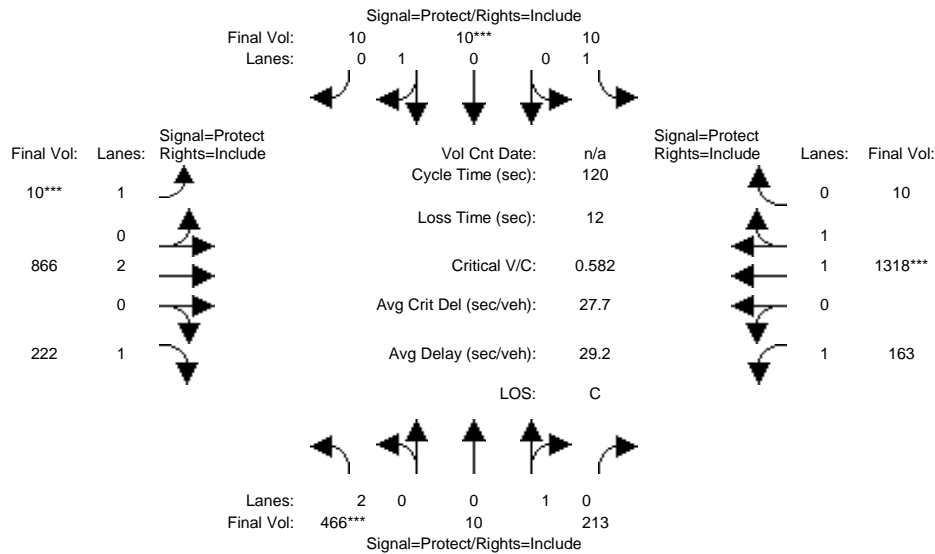 Signal=Protect/Rights=Include
Final Vol: 10 10*** 10
Lanes: 0 1 0 0 1
Signal=Protect Signal=Protect
Final Vol: Lanes: Rights=Include Vol Cnt Date: n/a Rights=Include Lanes: Final Vol:
Cycle Time (sec): 120
10*** 1 0 10
Loss Time (sec): 12
0 1
866 2 Critical V/C: 0.582 1 1318***
0 Avg Crit Del (sec/veh): 27.7 0
222 1 Avg Delay (sec/veh): 29.2 1 163
LOS: C
Lanes: 2 0 0 1 0
Final Vol: 466*** 10 213
Signal=Protect/Rights=Include